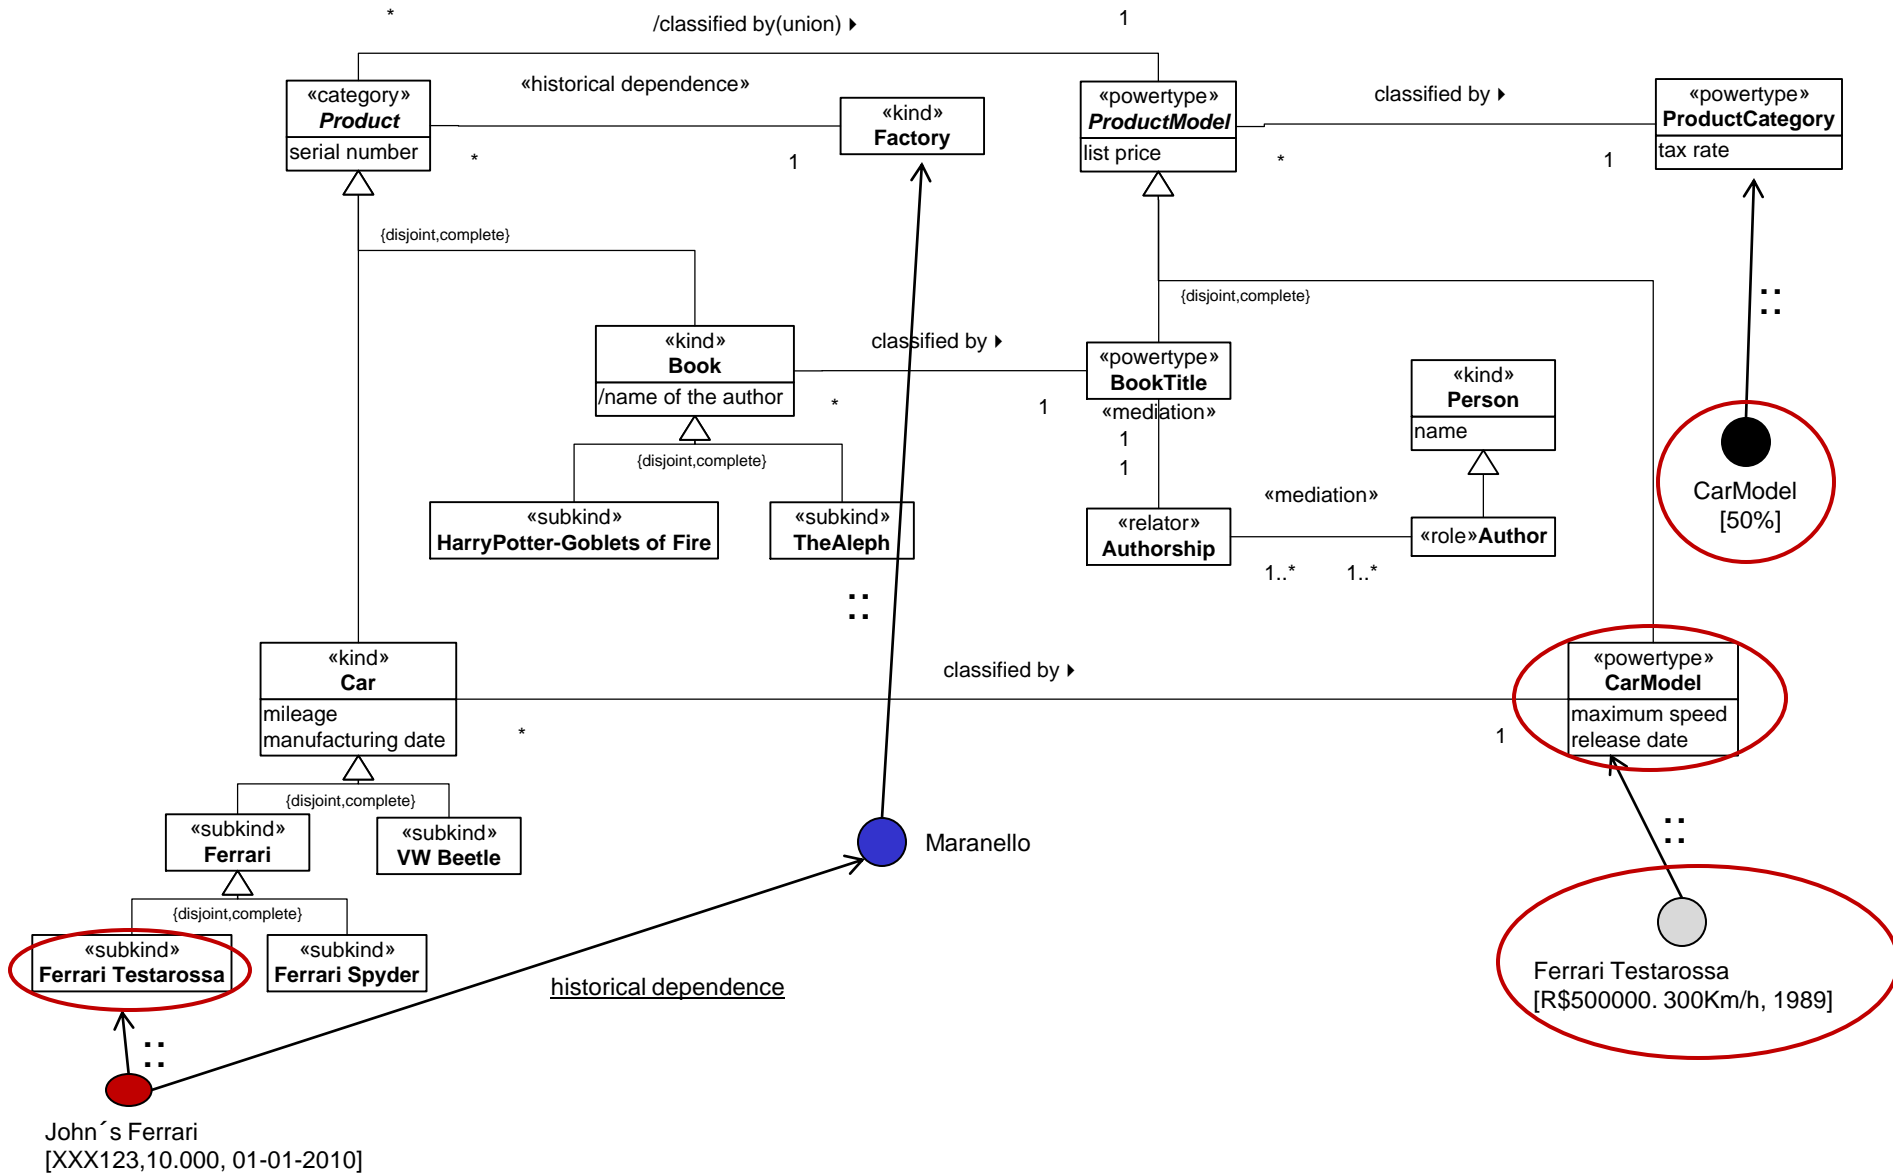 *
/classified by(union)
1
«historical dependence»
«category»
Product
serial number
*
1
«kind»
Factory
«powertype»
ProductModel
list price
classified by
*
1
«powertype»
ProductCategory
tax rate
{disjoint,complete}
{disjoint,complete}
::
«kind»
Book
/name of the author
classified by
*
1
«powertype»
BookTitle
«mediation»
1
1
«kind»
Person
name
{disjoint,complete}
«subkind»
HarryPotter-Goblets of Fire
«subkind»
TheAleph
«relator»
Authorship
«mediation»
1..*
1..*
«role»Author
CarModel
[50%]
::
«kind»
Car
mileage
manufacturing date
classified by
*
1
«powertype»
CarModel
maximum speed
release date
{disjoint,complete}
«subkind»
Ferrari
«subkind»
VW Beetle
Maranello
::
{disjoint,complete}
«subkind»
Ferrari Testarossa
«subkind»
Ferrari Spyder
historical dependence
Ferrari Testarossa
[R$500000. 300Km/h, 1989]
::
John´s Ferrari
[XXX123,10.000, 01-01-2010]